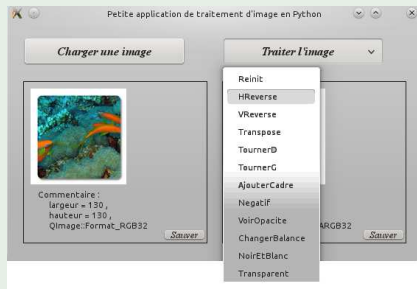 Petite application de traitement d'image en Python
Charger une image
Traiter l'image
Reinit
HReverse
VReverse
Transpose
TournerD
TournerG
AjouterCadre
Negatif
VoirOpacite
ChangerBalance
NoirEtBlanc
Transparent
Commentaire :
largeur = 130 ,
hauteur = 130 ,
QImage::Format_RGB32
Sauver
ARGB32
Sauver